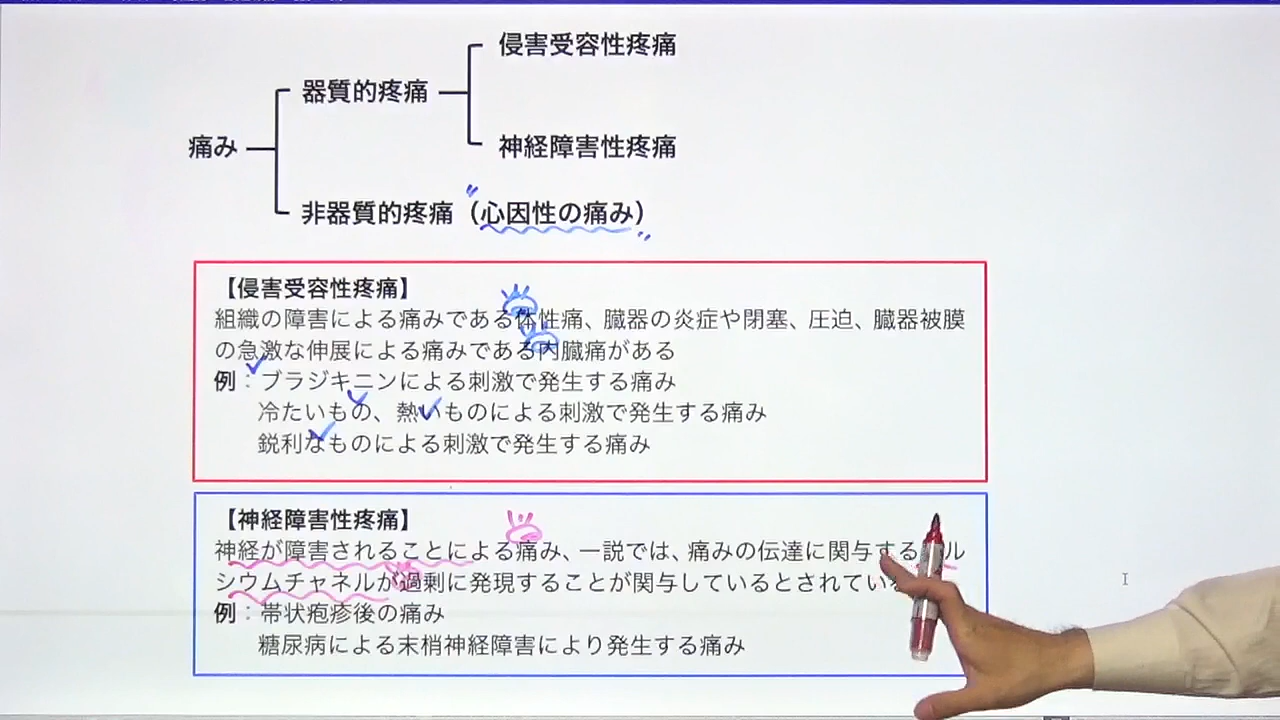 侵害受容性疼痛
器質的疼痛
痛み
神経障害性疼痛
非器質的疼痛（心因性の痛み）
【侵害受容性疼痛】
組織の障害による痛みである体性痛、臓器の炎症や閉塞、圧迫、臓器被膜
の急激な伸展による痛みである内臓痛がある
例：ブラジキニンによる刺激で発生する痛み
冷たいもの、熱いものによる刺激で発生する痛み
鋭利なものによる刺激で発生する痛み
【神経障害性疼痛】
神経が障害されることによる痛み、一説では、痛みの伝達に関与する ル
シウムチャネルが過剰に発現することが関与しているとされている
例：帯状疱疹後の痛み
糖尿病による末梢神経障害により発生する痛み